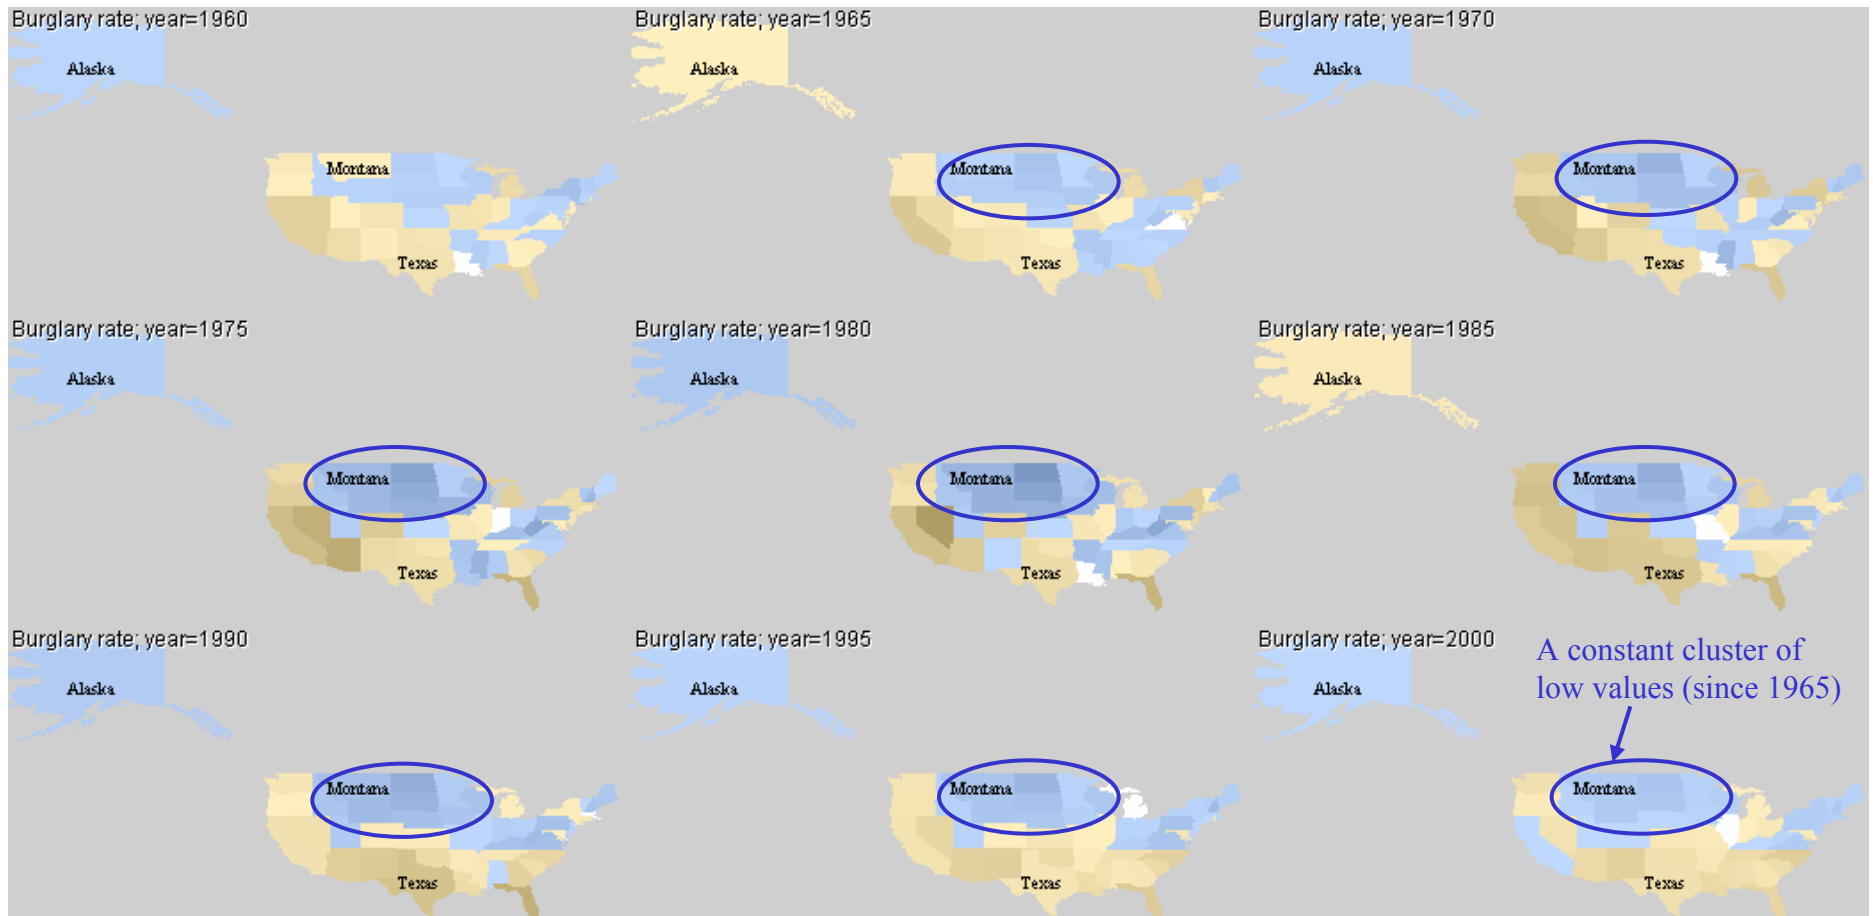 Burglary rate; year=1960
Alaska
Montana
Texas
Burglary rate; year=1965
Alaska
Montana
Texas
Burglary rate; year=1970
Alaska
Montana
Texas
Burglary rate; year=1975
Alaska
Montana
Texas
Burglary rate; year=1980
Alaska
Montana
Texas
Burglary rate; year=1985
Alaska
Montana
Texas
Burglary rate; year=1990
Alaska
Montana
Texas
Burglary rate; year=1995
Alaska
Montana
Texas
Burglary rate; year=2000
Alaska
A constant cluster of
low values (since 1965)
Montana
Texas